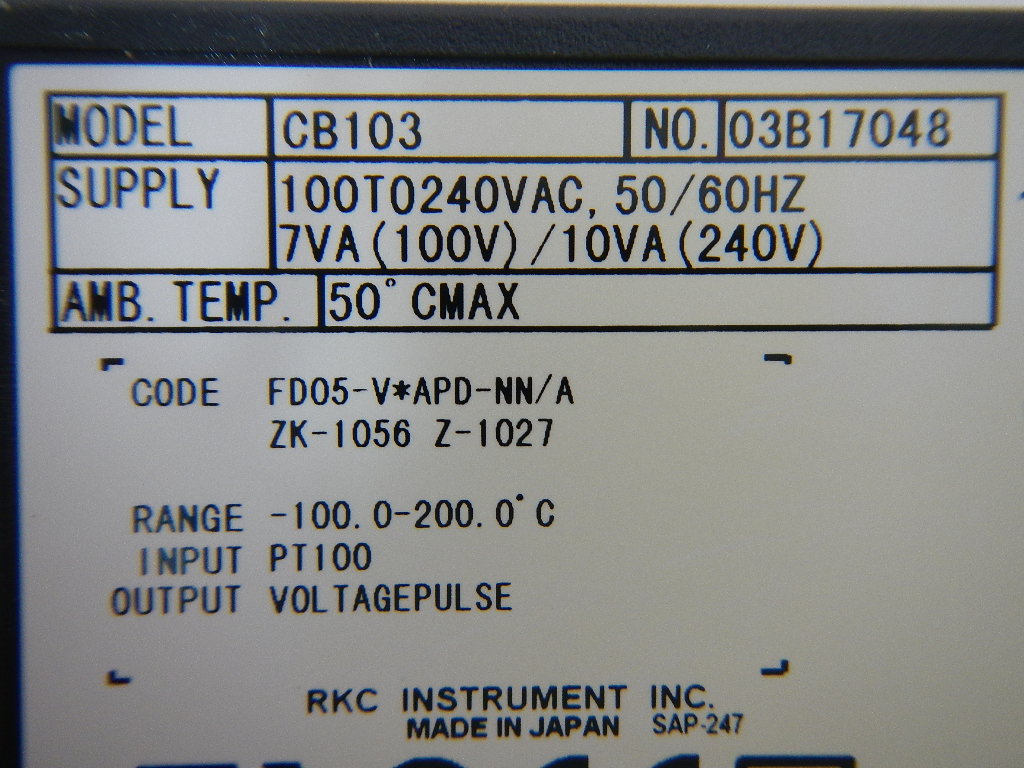 MODEL CB103 NO. 03B17048
SUPPLY 100TO240VAC, 50/60HZ
7VA(100V)/10VA(240V)
AMB. TEMP. 50°CMAX
CODE FD05-V*APD-NN/A
ZK-1056 Z-1027
RANGE -100.0-200.0°C
INPUT PT100
OUTPUT VOLTAGEPULSE
RKC INSTRUMENT INC.
MADE IN JAPAN SAP-247